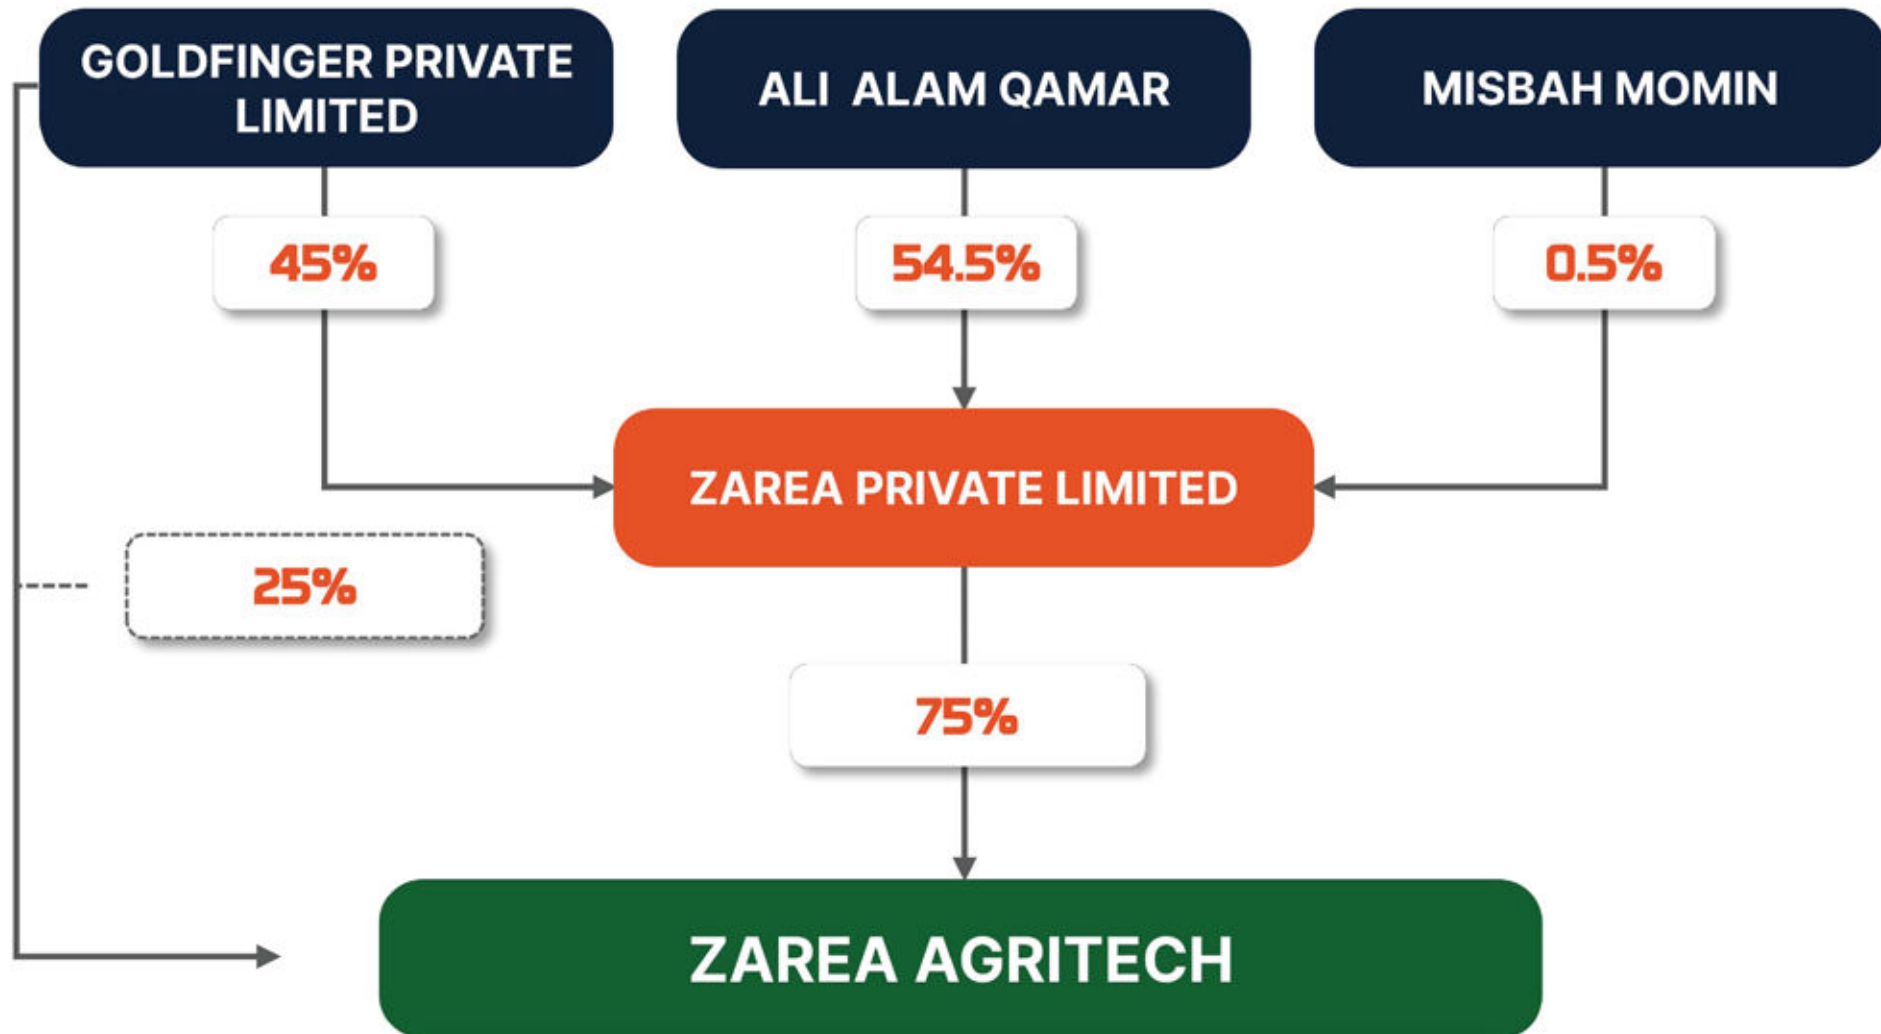 GOLDFINGER PRIVATE
LIMITED
ALI ALAM QAMAR
MISBAH MOMIN
45%
54.5%
0.5%
ZAREA PRIVATE LIMITED
25%
75%
ZAREA AGRITECH